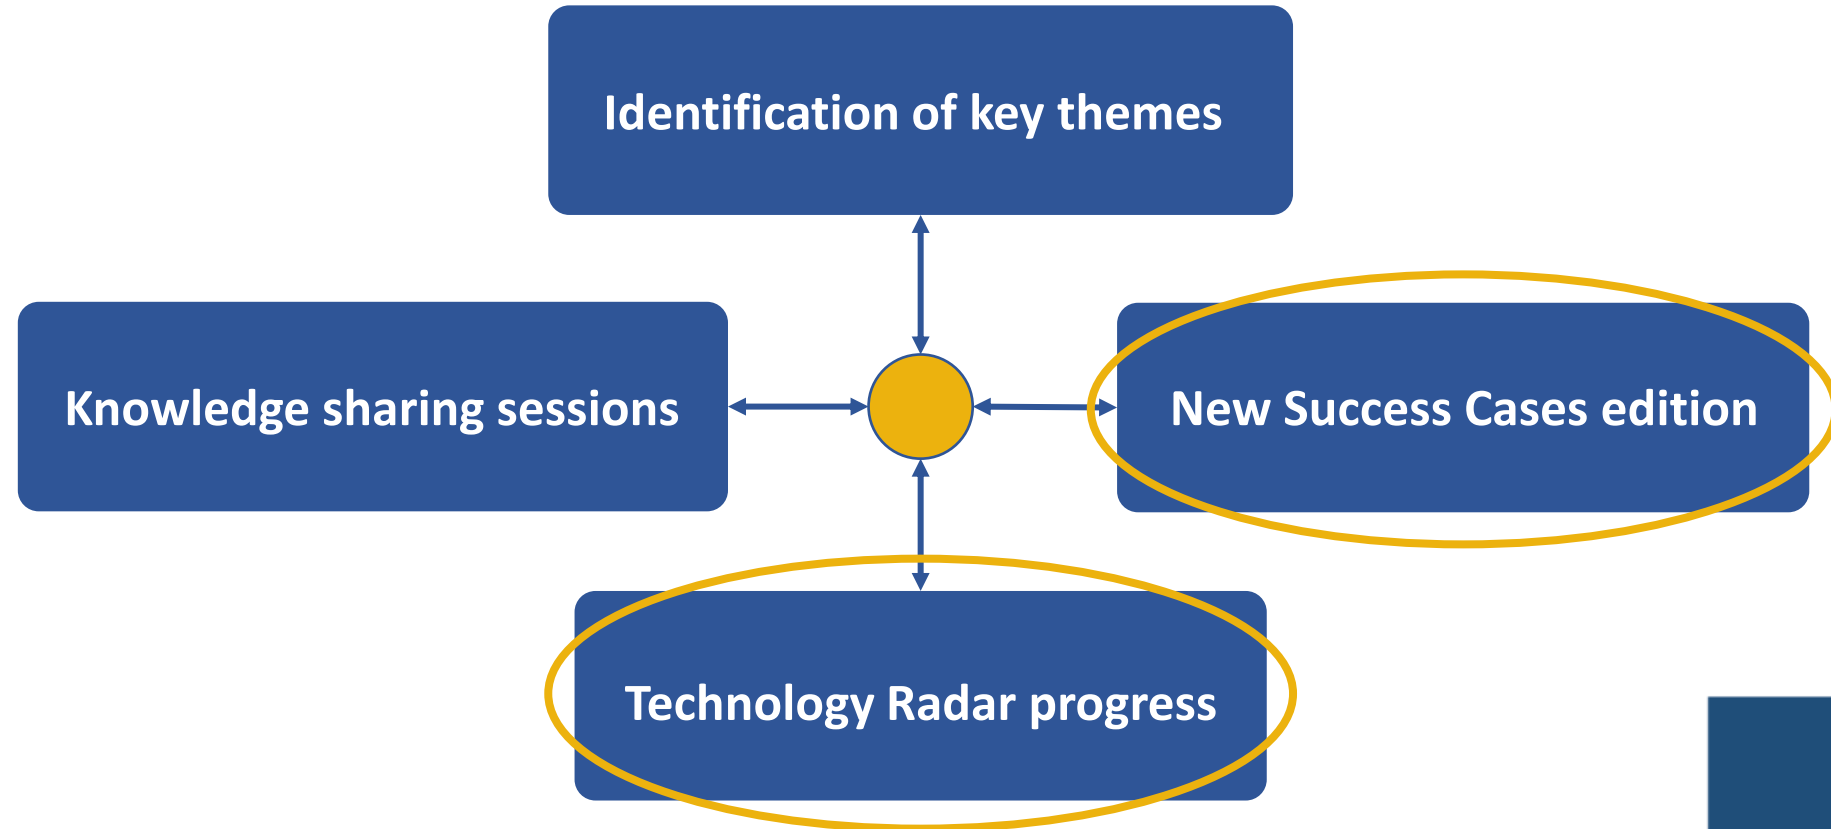 Identification of key themes
Knowledge sharing sessions
New Success Cases edition
Technology Radar progress